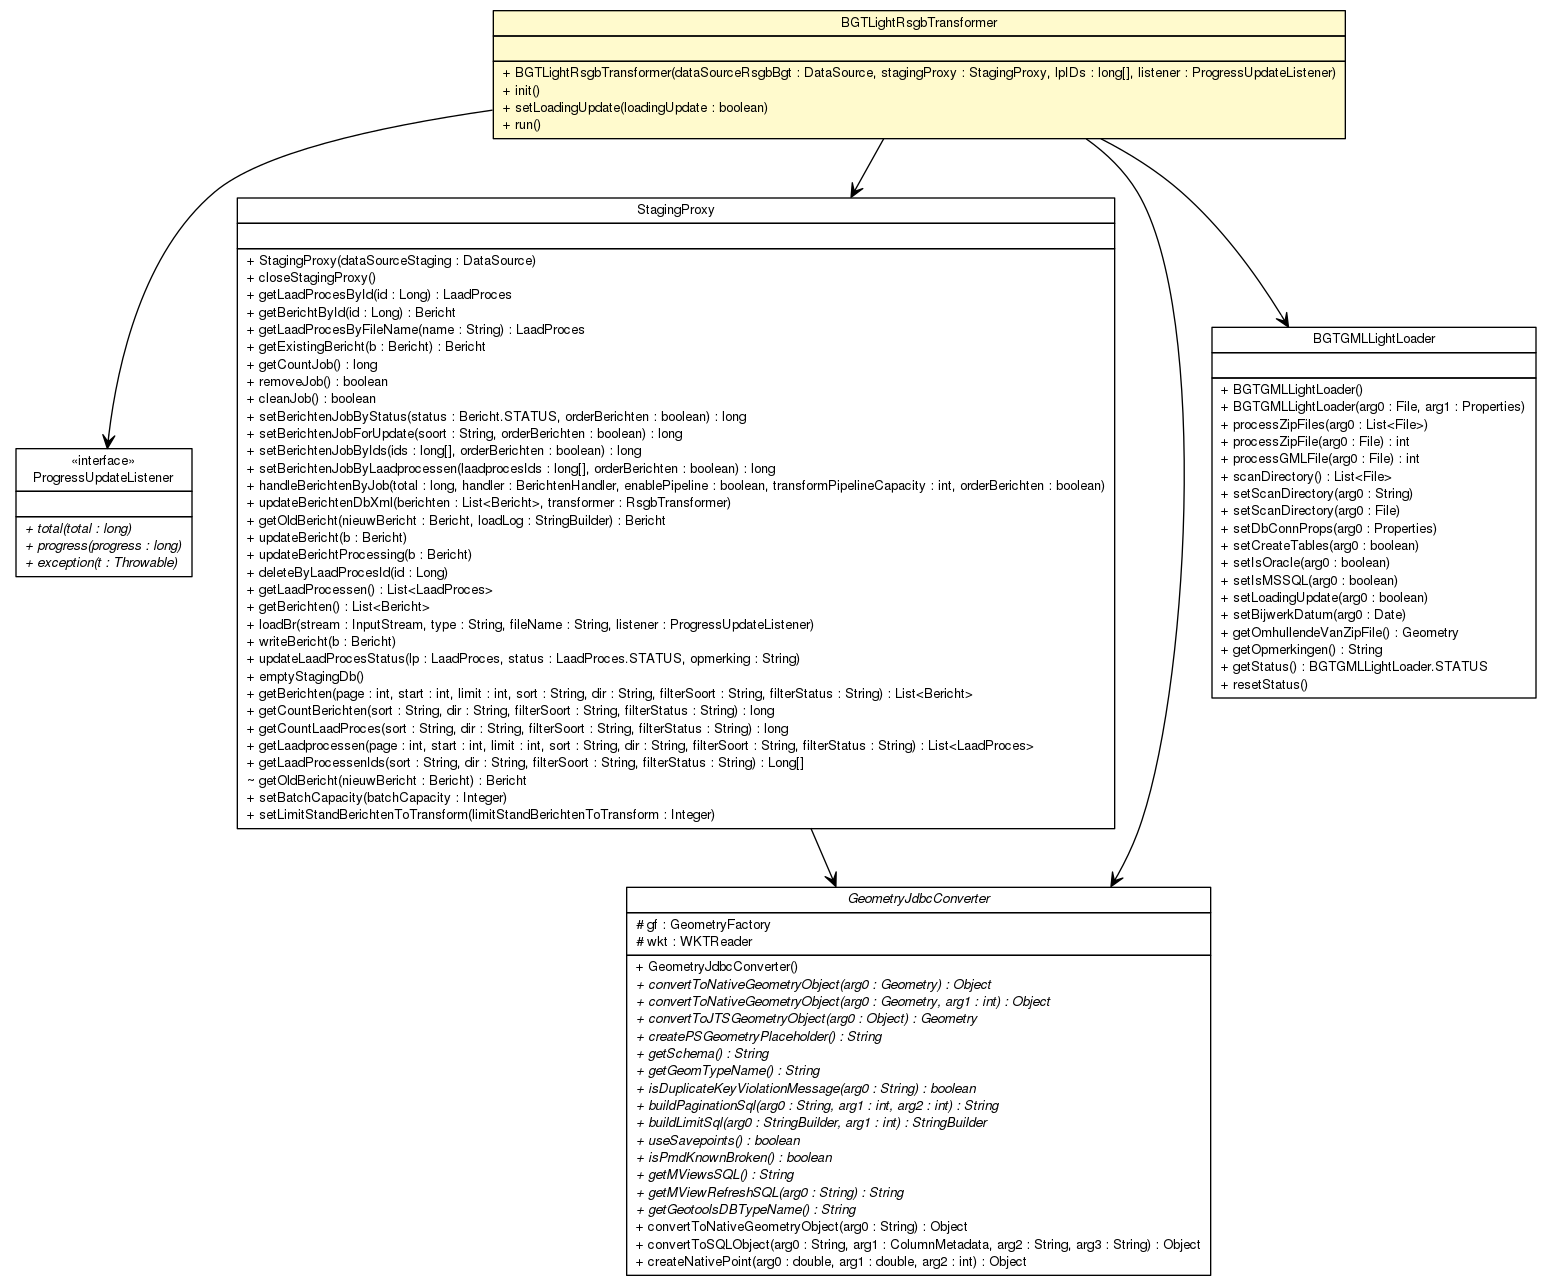 BGTLightRsgbTransformer
+ BGTLightRsgbTransformer(dataSourceRsgbBgt : DataSource, stagingProxy : StagingProxy, lpIDs : long[], listener : ProgressUpdateListener)
+ init()
+ setLoadingUpdate(loadingUpdate : boolean)
+ run()
StagingProxy
+ StagingProxy(dataSourceStaging : DataSource)
+ closeStagingProxy()
+ getLaadProcesById(id : Long) : LaadProces
+ getBerichtById(id : Long) : Bericht
+ getLaadProcesByFileName(name : String) : LaadProces
+ getExistingBericht(b : Bericht) : Bericht
+ getCountJob() : long
+ removeJob() : boolean
+ cleanJob() : boolean
+ setBerichtenJobByStatus(status : Bericht.STATUS, orderBerichten : boolean) : long
+ setBerichtenJobForUpdate(soort : String, orderBerichten : boolean) : long
+ setBerichtenJobByIds(ids : long[], orderBerichten : boolean) : long
+ setBerichtenJobByLaadprocessen(laadprocesIds : long[], orderBerichten : boolean) : long
+ handleBerichtenByJob(total : long, handler : BerichtenHandler, enablePipeline : boolean, transformPipelineCapacity : int, orderBerichten : boolean)
+ updateBerichtenDbXml(berichten : List<Bericht>, transformer : RsgbTransformer)
+ getOldBericht(nieuwBericht : Bericht, loadLog : StringBuilder) : Bericht
+ updateBericht(b : Bericht)
+ updateBerichtProcessing(b : Bericht)
+ deleteByLaadProcesId(id : Long)
+ getLaadProcessen() : List<LaadProces>
+ getBerichten() : List<Bericht>
+ loadBr(stream : InputStream, type : String, fileName : String, listener : ProgressUpdateListener)
+ writeBericht(b : Bericht)
+ updateLaadProcesStatus(lp : LaadProces, status : LaadProces.STATUS, opmerking : String)
+ emptyStagingDb()
+ getBerichten(page : int, start : int, limit : int, sort : String, dir : String, filterSoort : String, filterStatus : String) : List<Bericht>
+ getCountBerichten(sort : String, dir : String, filterSoort : String, filterStatus : String) : long
+ getCountLaadProces(sort : String, dir : String, filterSoort : String, filterStatus : String) : long
+ getLaadprocessen(page : int, start : int, limit : int, sort : String, dir : String, filterSoort : String, filterStatus : String) : List<LaadProces>
+ getLaadProcessenIds(sort : String, dir : String, filterSoort : String, filterStatus : String) : Long[]
~ getOldBericht(nieuwBericht : Bericht) : Bericht
+ setBatchCapacity(batchCapacity : Integer)
+ setLimitStandBerichtenToTransform(limitStandBerichtenToTransform : Integer)
BGTGMLLightLoader
+ BGTGMLLightLoader()
+ BGTGMLLightLoader(arg0 : File, arg1 : Properties)
+ processZipFiles(arg0 : List<File>)
+ processZipFile(arg0 : File) : int
+ processGMLFile(arg0 : File) : int
+ scanDirectory() : List<File>
+ setScanDirectory(arg0 : String)
+ setScanDirectory(arg0 : File)
+ setDbConnProps(arg0 : Properties)
+ setCreateTables(arg0 : boolean)
+ setIsOracle(arg0 : boolean)
+ setIsMSSQL(arg0 : boolean)
+ setLoadingUpdate(arg0 : boolean)
+ setBijwerkDatum(arg0 : Date)
+ getOmhullendeVanZipFile() : Geometry
+ getOpmerkingen() : String
+ getStatus() : BGTGMLLightLoader.STATUS
+ resetStatus()
«interface»
ProgressUpdateListener
+ total(total : long)
+ progress(progress : long)
+ exception(t : Throwable)
GeometryJdbcConverter
# gf : GeometryFactory
# wkt : WKTReader
+ GeometryJdbcConverter()
+ convertToNativeGeometryObject(arg0 : Geometry) : Object
+ convertToNativeGeometryObject(arg0 : Geometry, arg1 : int) : Object
+ convertToJTSGeometryObject(arg0 : Object) : Geometry
+ createPSGeometryPlaceholder() : String
+ getSchema() : String
+ getGeomTypeName() : String
+ isDuplicateKeyViolationMessage(arg0 : String) : boolean
+ buildPaginationSql(arg0 : String, arg1 : int, arg2 : int) : String
+ buildLimitSql(arg0 : StringBuilder, arg1 : int) : StringBuilder
+ useSavepoints() : boolean
+ isPmdKnownBroken() : boolean
+ getMViewsSQL() : String
+ getMViewRefreshSQL(arg0 : String) : String
+ getGeotoolsDBTypeName() : String
+ convertToNativeGeometryObject(arg0 : String) : Object
+ convertToSQLObject(arg0 : String, arg1 : ColumnMetadata, arg2 : String, arg3 : String) : Object
+ createNativePoint(arg0 : double, arg1 : double, arg2 : int) : Object